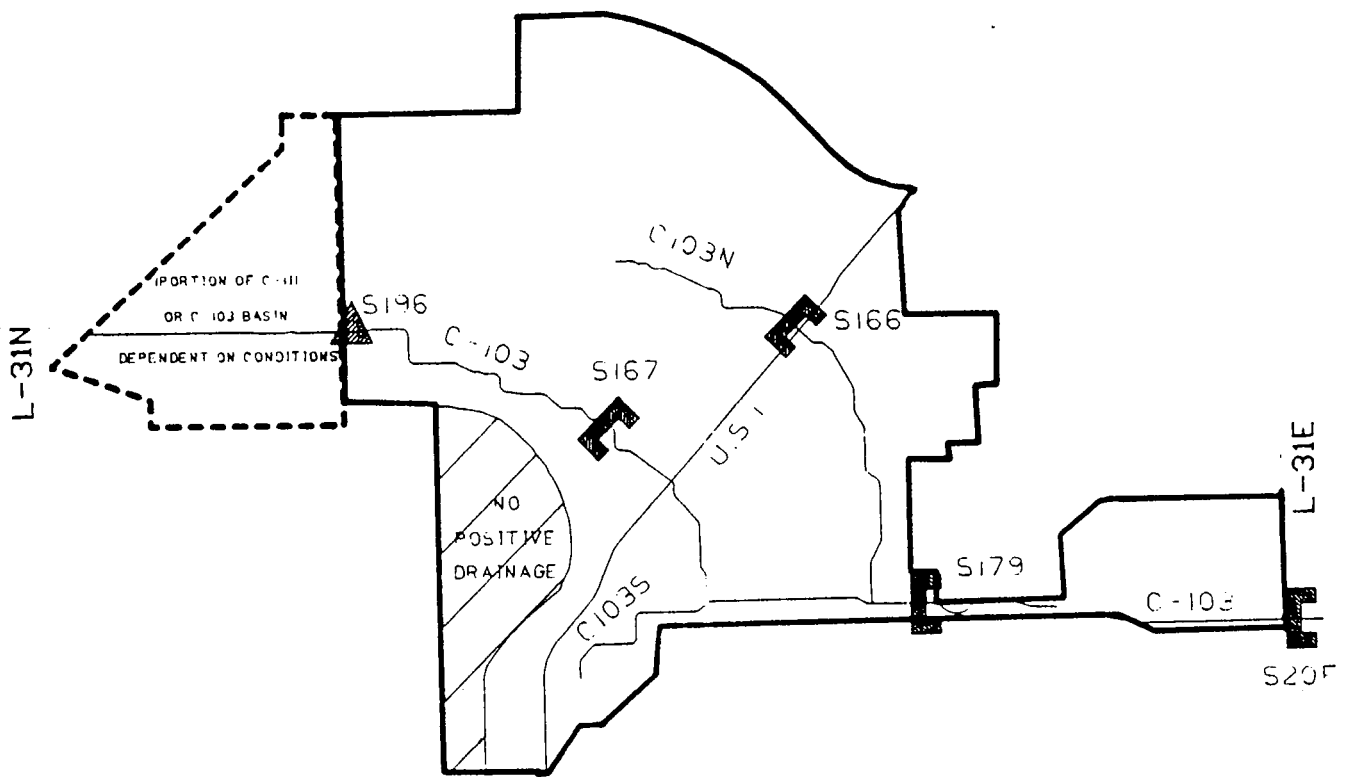 C-103N
(PORTION OF C-111
OR C-103 BASIN
DEPENDENT ON CONDITIONS
S196
S166
L-31N
C-103
S167
U.S 1
L-31E
NO
POSITIVE
DRAINAGE
S179
C103S
C-103
S20F